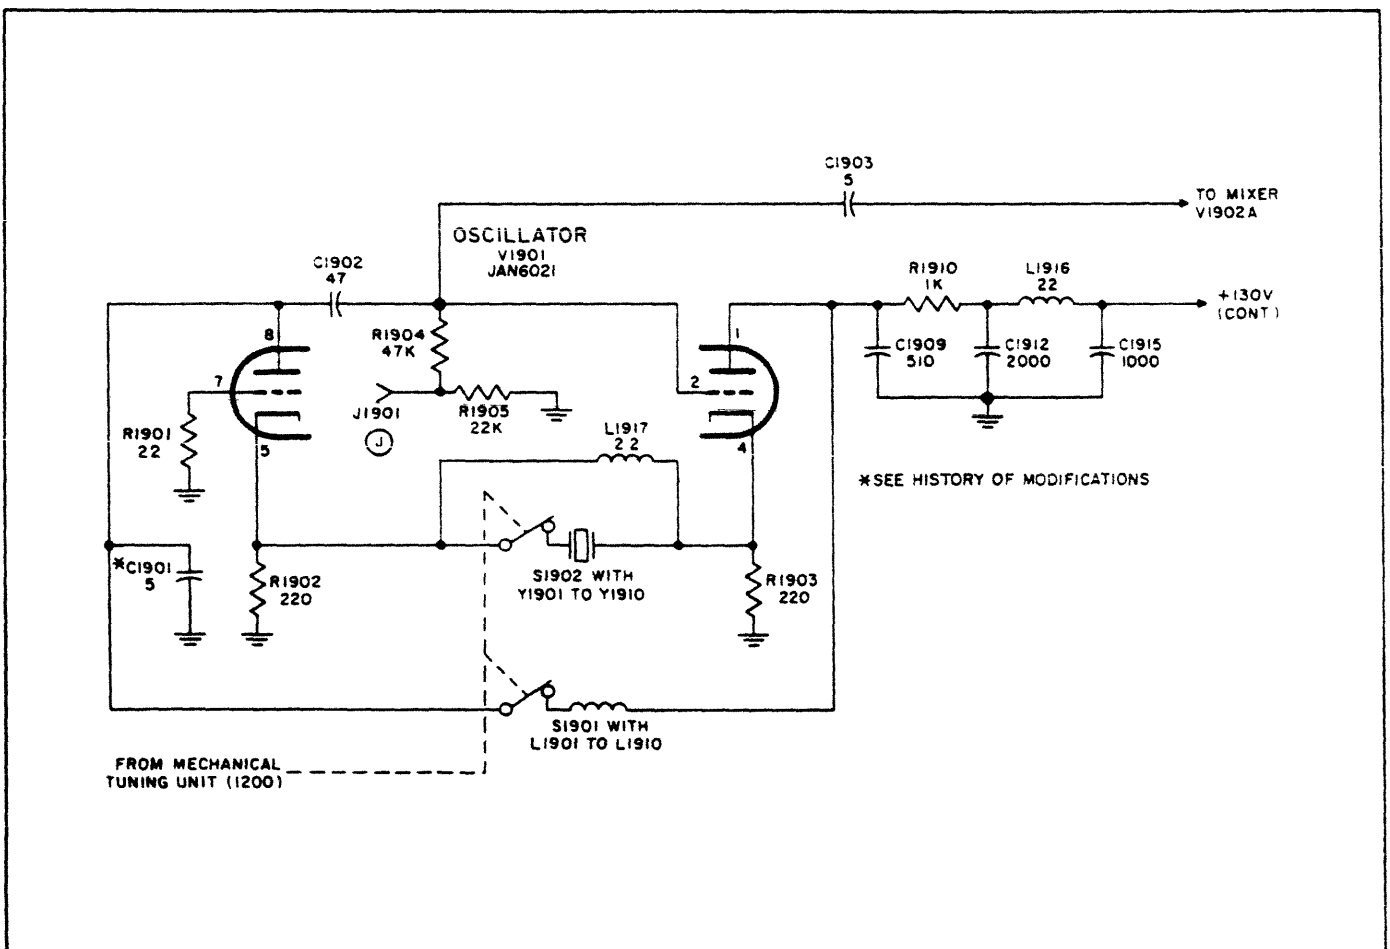 C1903
5
TO MIXER
V1902A
OSCILLATOR
V1901
JAN6021
C1902
47
R1910
1K
L1916
22
+130V
(CONT)
8
R1904
47K
1
C1909
510
C1912
2000
C1915
1000
7
2
J1901
R1905
22K
J
R1901
22
5
L1917
2 2
4
*SEE HISTORY OF MODIFICATIONS
*C1901
5
R1902
220
S1902 WITH
Y1901 TO Y1910
R1903
220
S1901 WITH
L1901 TO L1910
FROM MECHANICAL
TUNING UNIT (1200)